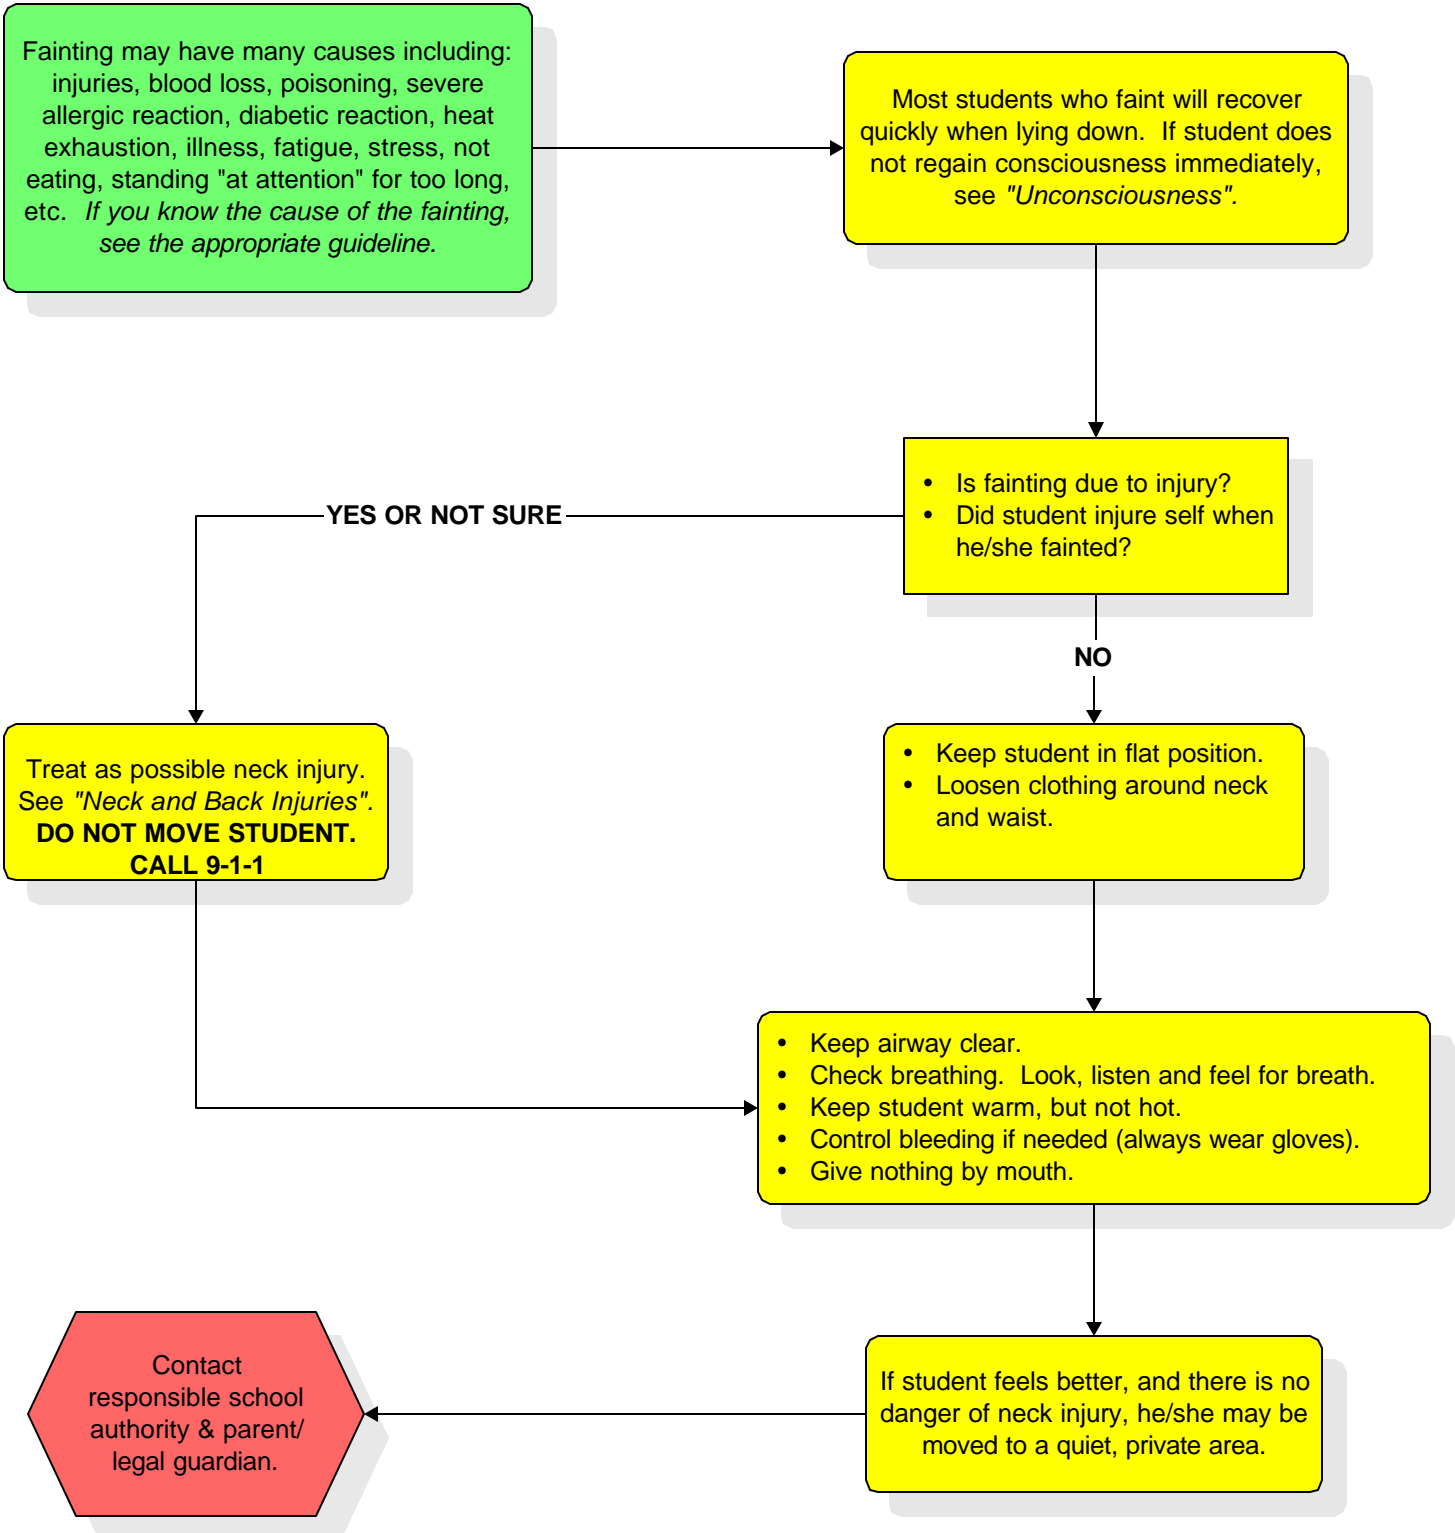 Fainting may have many causes including:
injuries, blood loss, poisoning, severe
allergic reaction, diabetic reaction, heat
exhaustion, illness, fatigue, stress, not
eating, standing "at attention" for too long,
etc.  If you know the cause of the fainting,
see the appropriate guideline.
Most students who faint will recover
quickly when lying down.  If student does
not regain consciousness immediately,
see "Unconsciousness".
• Is fainting due to injury?
• Did student injure self when
he/she fainted?
YES OR NOT SURE
NO
Treat as possible neck injury.
See "Neck and Back Injuries".
DO NOT MOVE STUDENT.
CALL 9-1-1
• Keep student in flat position.
• Loosen clothing around neck
and waist.
• Keep airway clear.
• Check breathing.  Look, listen and feel for breath.
• Keep student warm, but not hot.
• Control bleeding if needed (always wear gloves).
• Give nothing by mouth.
If student feels better, and there is no
danger of neck injury, he/she may be
moved to a quiet, private area.
Contact
responsible school
authority & parent/
legal guardian.